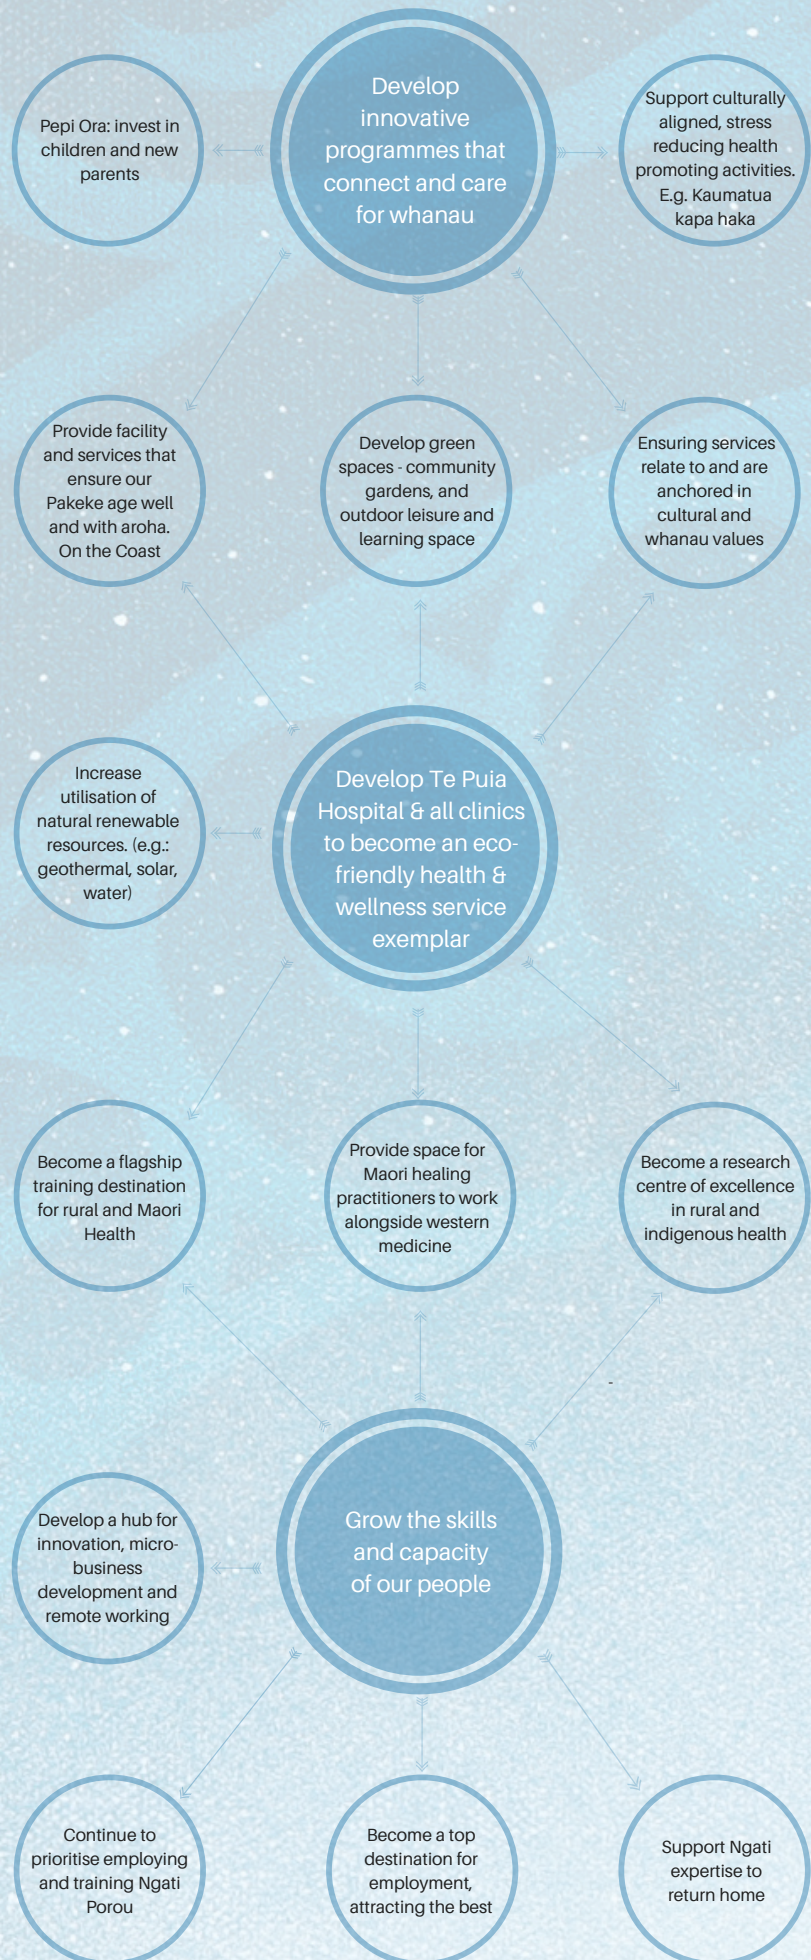 Develop
innovative
programmes that
connect and care
for whanau
Pepi Ora: invest in
children and new
parents
Support culturally
aligned, stress
reducing health
promoting activities.
E.g. Kaumatua
kapa haka
Provide facility
and services that
ensure our
Pakeke age well
and with aroha.
On the Coast
Develop green
spaces - community
gardens, and
outdoor leisure and
learning space
Ensuring services
relate to and are
anchored in
cultural and
whanau values
Increase
utilisation of
natural renewable
resources. (e.g.:
geothermal, solar,
water)
Develop Te Puia
Hospital & all clinics
to become an eco-
friendly health &
wellness service
exemplar
Become a flagship
training destination
for rural and Maori
Health
Provide space for
Maori healing
practitioners to work
alongside western
medicine
Become a research
centre of excellence
in rural and
indigenous health
-
Develop a hub for
innovation, micro-
business
development and
remote working
Grow the skills
and capacity
of our people
Continue to
prioritise employing
and training Ngati
Porou
Become a top
destination for
employment,
attracting the best
Support Ngati
expertise to
return home